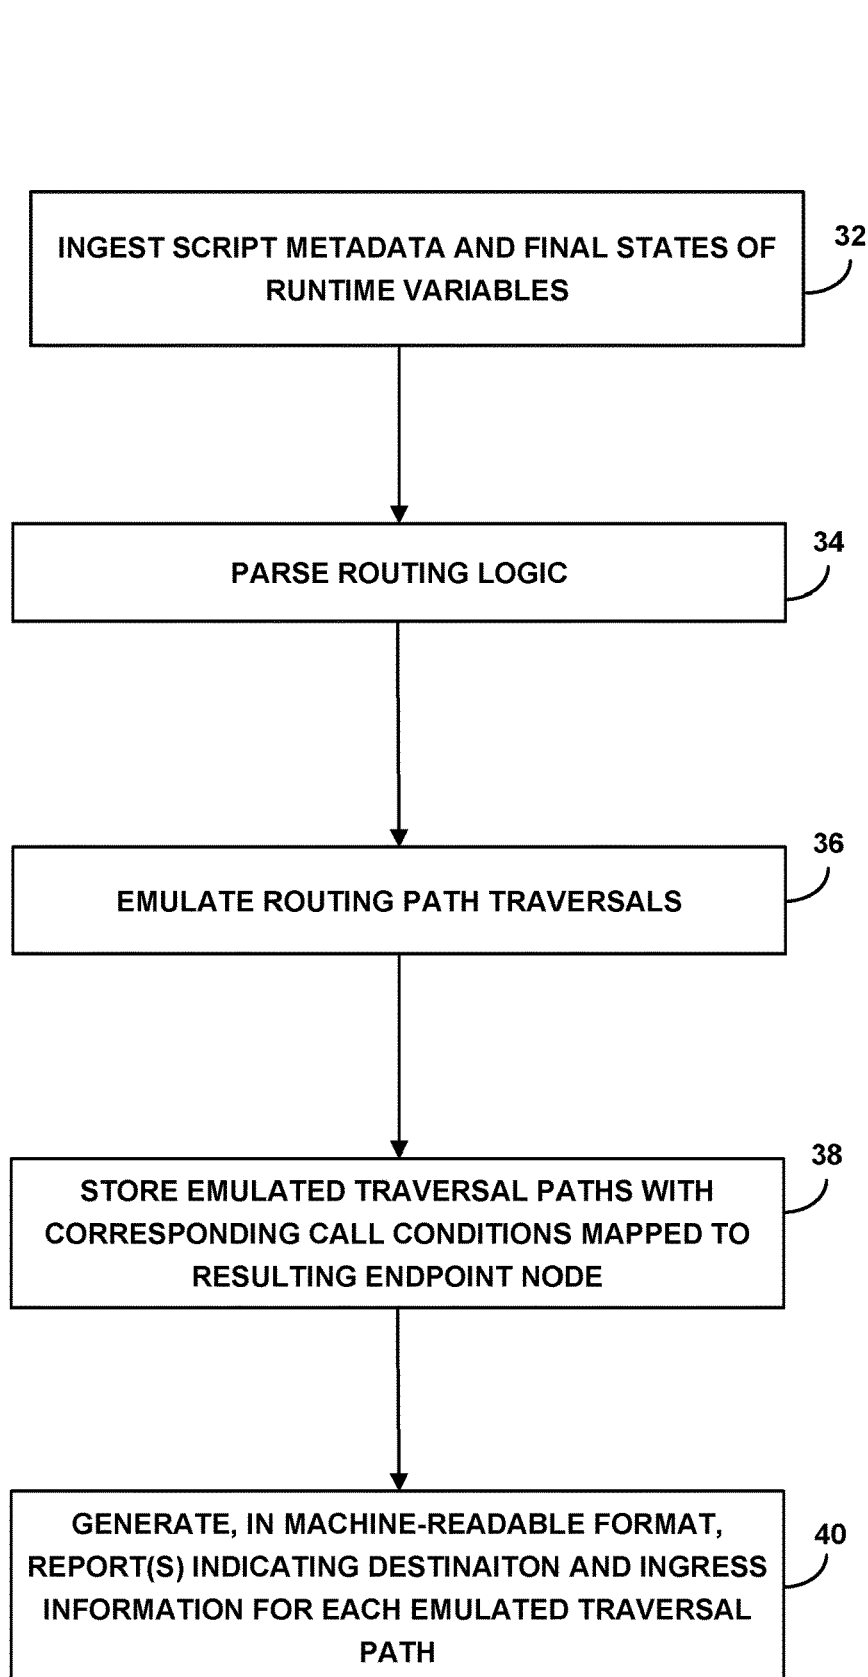 INGEST SCRIPT METADATA AND FINAL STATES OF
RUNTIME VARIABLES
32
PARSE ROUTING LOGIC
34
EMULATE ROUTING PATH TRAVERSALS
36
STORE EMULATED TRAVERSAL PATHS WITH
CORRESPONDING CALL CONDITIONS MAPPED TO
RESULTING ENDPOINT NODE
38
GENERATE, IN MACHINE-READABLE FORMAT,
REPORT(S) INDICATING DESTINAITON AND INGRESS
INFORMATION FOR EACH EMULATED TRAVERSAL
PATH
40